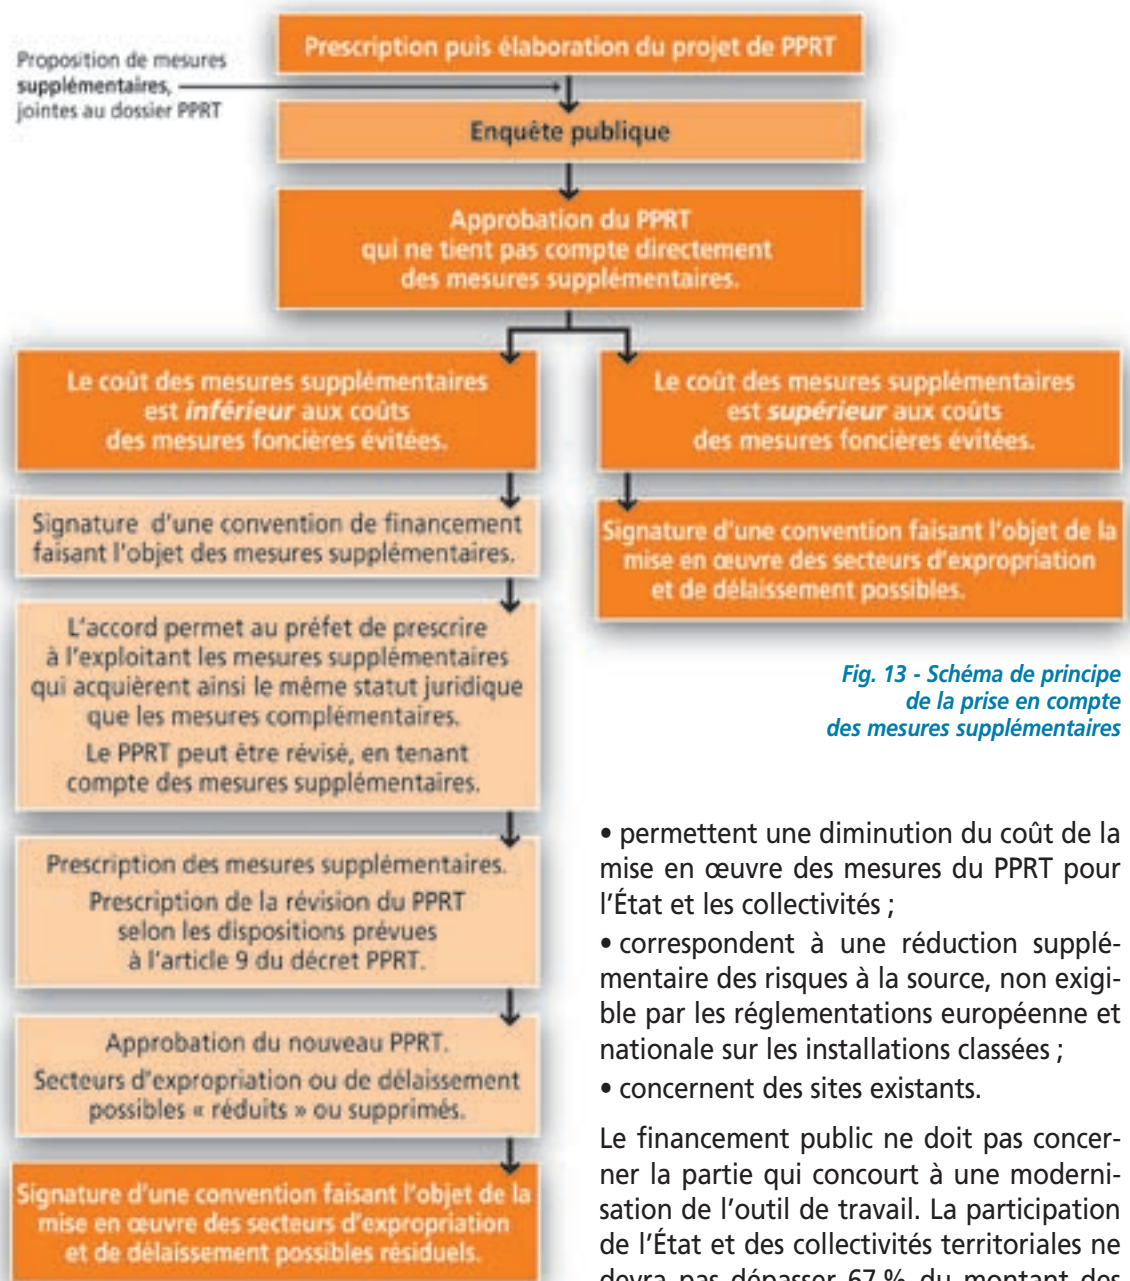 Proposition de mesures
supplémentaires,
jointes au dossier PPRT
Prescription puis élaboration du projet de PPRT
Enquête publique
Approbation du PPRT
qui ne tient pas compte directement
des mesures supplémentaires.
Le coût des mesures supplémentaires
est inférieur aux coûts
des mesures foncières évitées.
Signature d'une convention de financement
faisant l'objet des mesures supplémentaires.
L'accord permet au préfet de prescrire
à l'exploitant les mesures supplémentaires
qui acquièrent ainsi le même statut juridique
que les mesures complémentaires.
Le PPRT peut être révisé, en tenant
compte des mesures supplémentaires.
Prescription des mesures supplémentaires.
Prescription de la révision du PPRT
selon les dispositions prévues
à l'article 9 du décret PPRT.
Approbation du nouveau PPRT.
Secteurs d'expropriation ou de délaissement
possibles « réduits » ou supprimés.
Signature d'une convention faisant l'objet de la
mise en œuvre des secteurs d'expropriation
et de délaissement possibles résiduels.
Le coût des mesures supplémentaires
est supérieur aux coûts
des mesures foncières évitées.
Signature d'une convention faisant l'objet de la
mise en œuvre des secteurs d'expropriation
et de délaissement possibles.
Fig. 13 - Schéma de principe
de la prise en compte
des mesures supplémentaires
• permettent une diminution du coût de la
mise en œuvre des mesures du PPRT pour
l'État et les collectivités ;
• correspondent à une réduction supplé-
mentaire des risques à la source, non exigi-
ble par les réglementations européenne et
nationale sur les installations classées ;
• concernent des sites existants.
Le financement public ne doit pas concer-
ner la partie qui concourt à une moderni-
sation de l'outil de travail. La participation
de l'État et des collectivités territoriales ne
devra pas dépasser 67 % du montant des